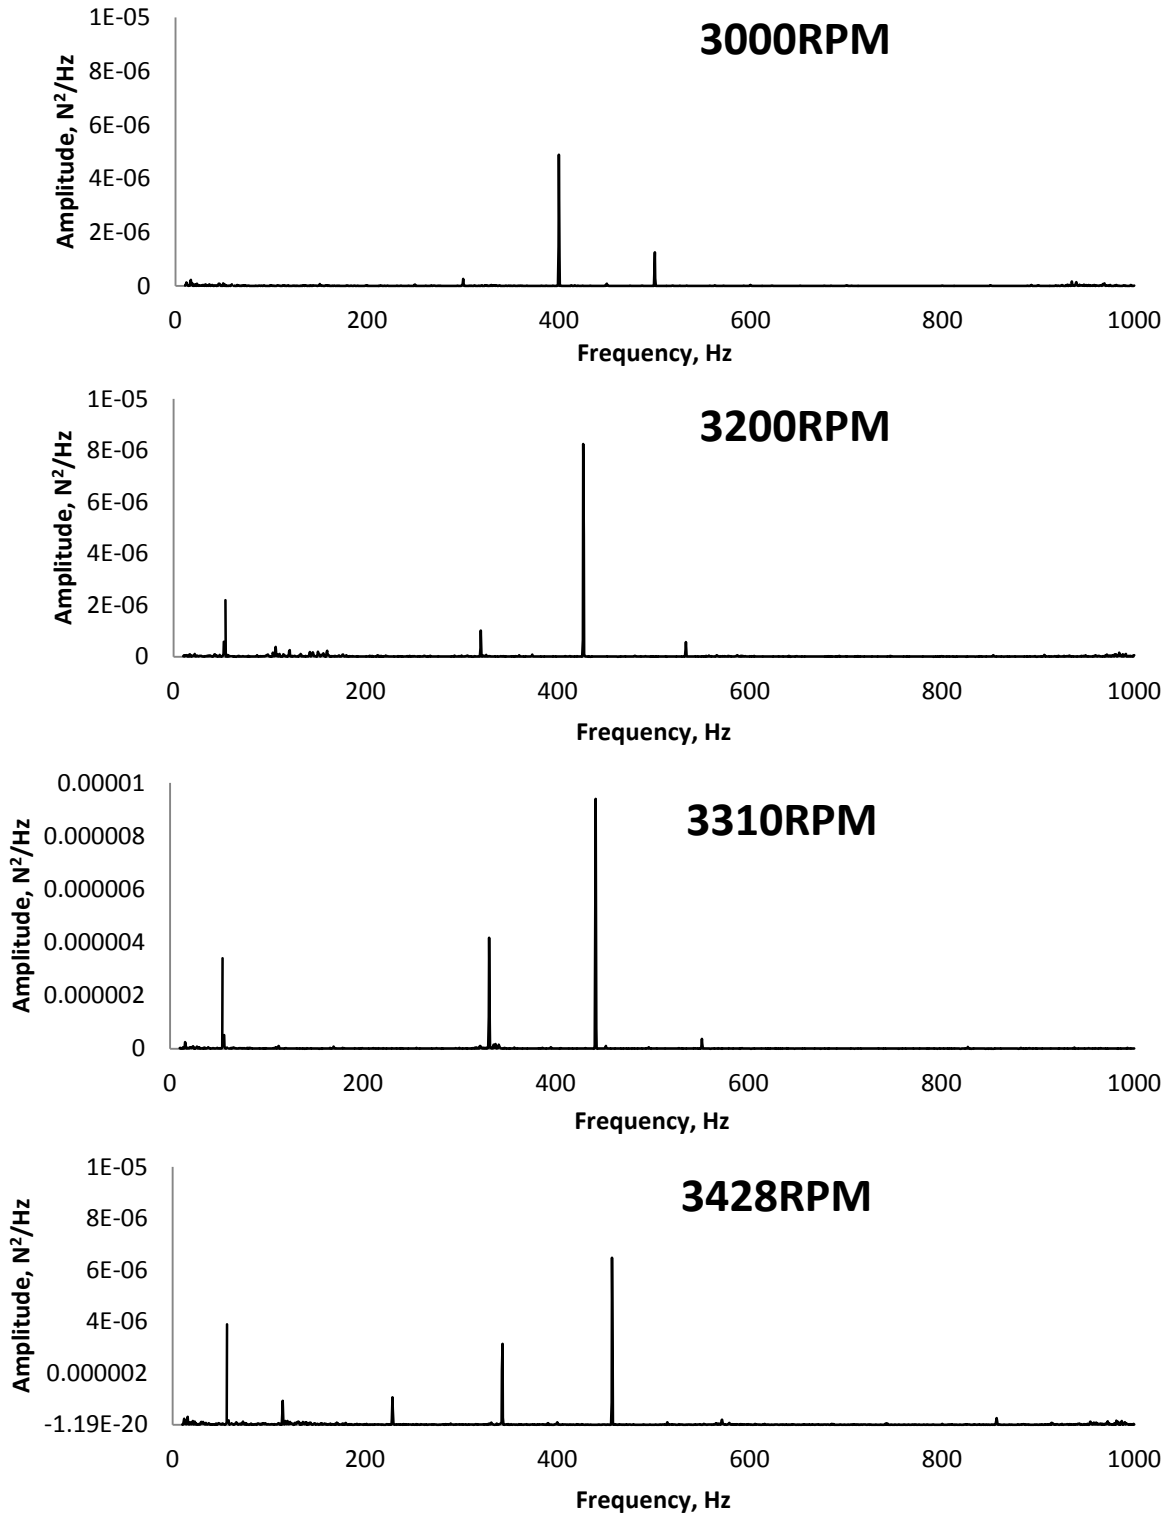 3000RPM
Amplitude, N²/Hz
1E-05
8E-06
6E-06
4E-06
2E-06
0
0 200 400 600 800 1000
Frequency, Hz
3200RPM
Amplitude, N²/Hz
1E-05
8E-06
6E-06
4E-06
2E-06
0
0 200 400 600 800 1000
Frequency, Hz
3310RPM
Amplitude, N²/Hz
0.00001
0.000008
0.000006
0.000004
0.000002
0
0 200 400 600 800 1000
Frequency, Hz
3428RPM
Amplitude, N²/Hz
1E-05
8E-06
6E-06
4E-06
0.000002
-1.19E-20
0 200 400 600 800 1000
Frequency, Hz